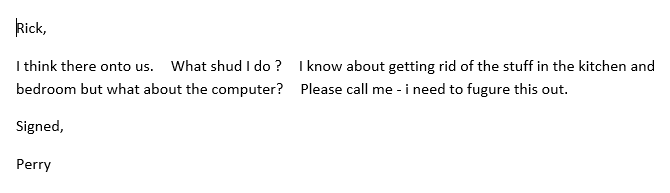 Rick,
I think there onto us.    What shud I do ?    I know about getting rid of the stuff in the kitchen and
bedroom but what about the computer?    Please call me - i need to fugure this out.
Signed,
Perry